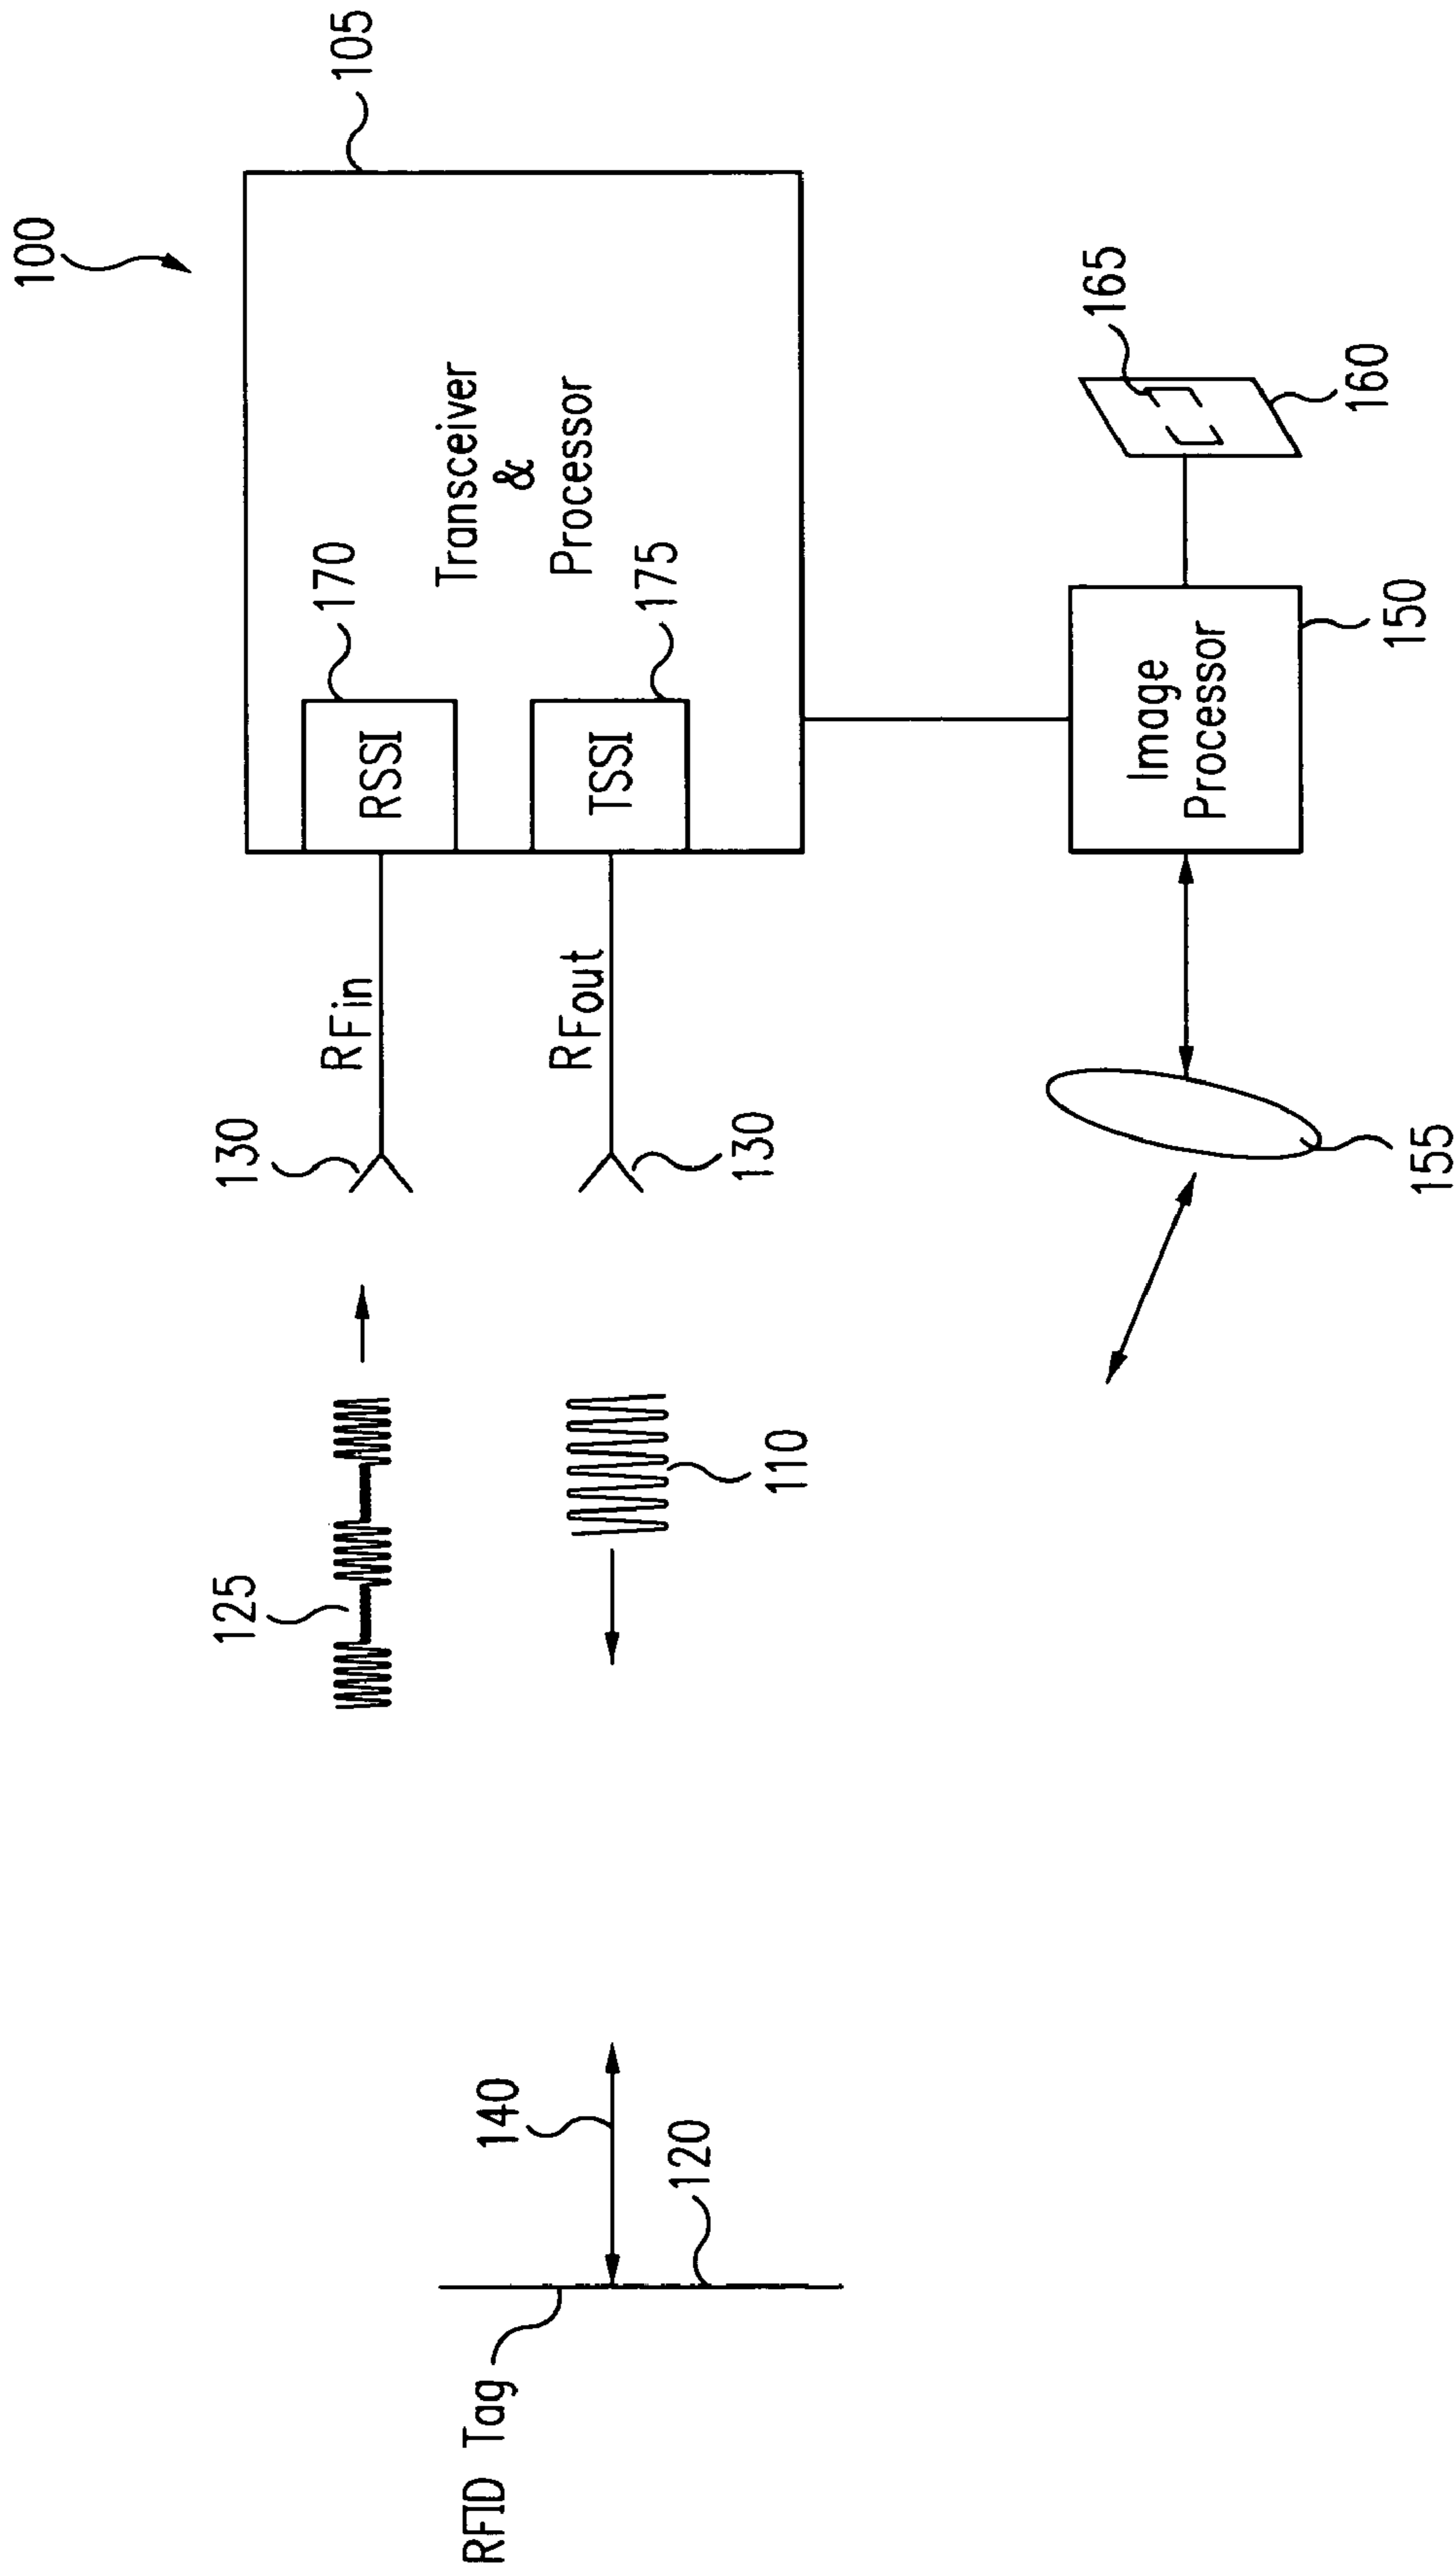 100
105
170
RSSI
Transceiver
&
Processor
175
TSSI
RFin
130
RFout
130
125
110
140
120
RFID Tag
165
160
Image
Processor
150
155